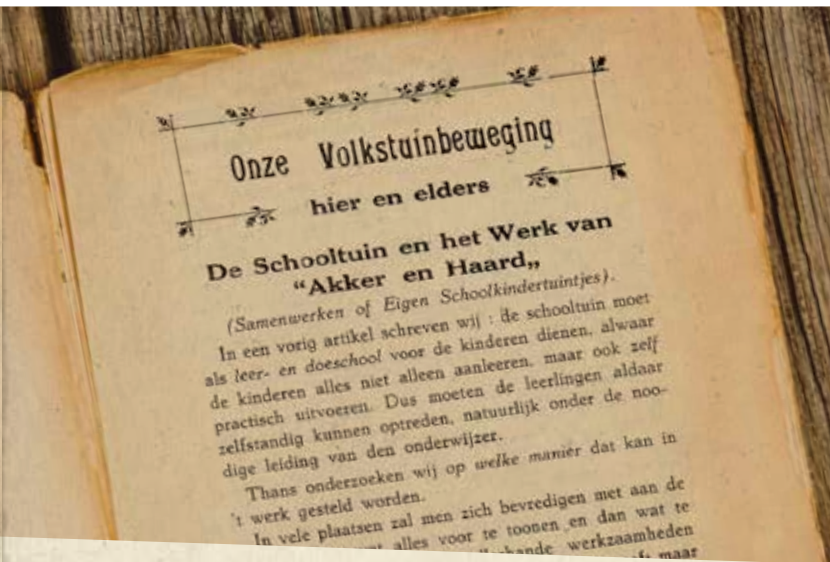 Onze Volkstuinbeweging
hier en elders
De Schooltuin en het Werk van
“Akker en Haard„
(Samenwerken of Eigen Schoolkindertuintjes).
In een vorig artikel schreven wij : de schooltuin moet
als leer- en doeschool voor de kinderen dienen, alwaar
de kinderen alles niet alleen aanleeren, maar ook zelf
practisch uitvoeren. Dus moeten de leerlingen aldaar
zelfstandig kunnen optreden, natuurlijk onder de noo-
dige leiding van den onderwijzer.
Thans onderzoeken wij op welke manier dat kan in
't werk gesteld worden.
In vele plaatsen zal men zich bevredigen met aan de
alles voor te toonen en dan wat te
werkzaamheden
maar